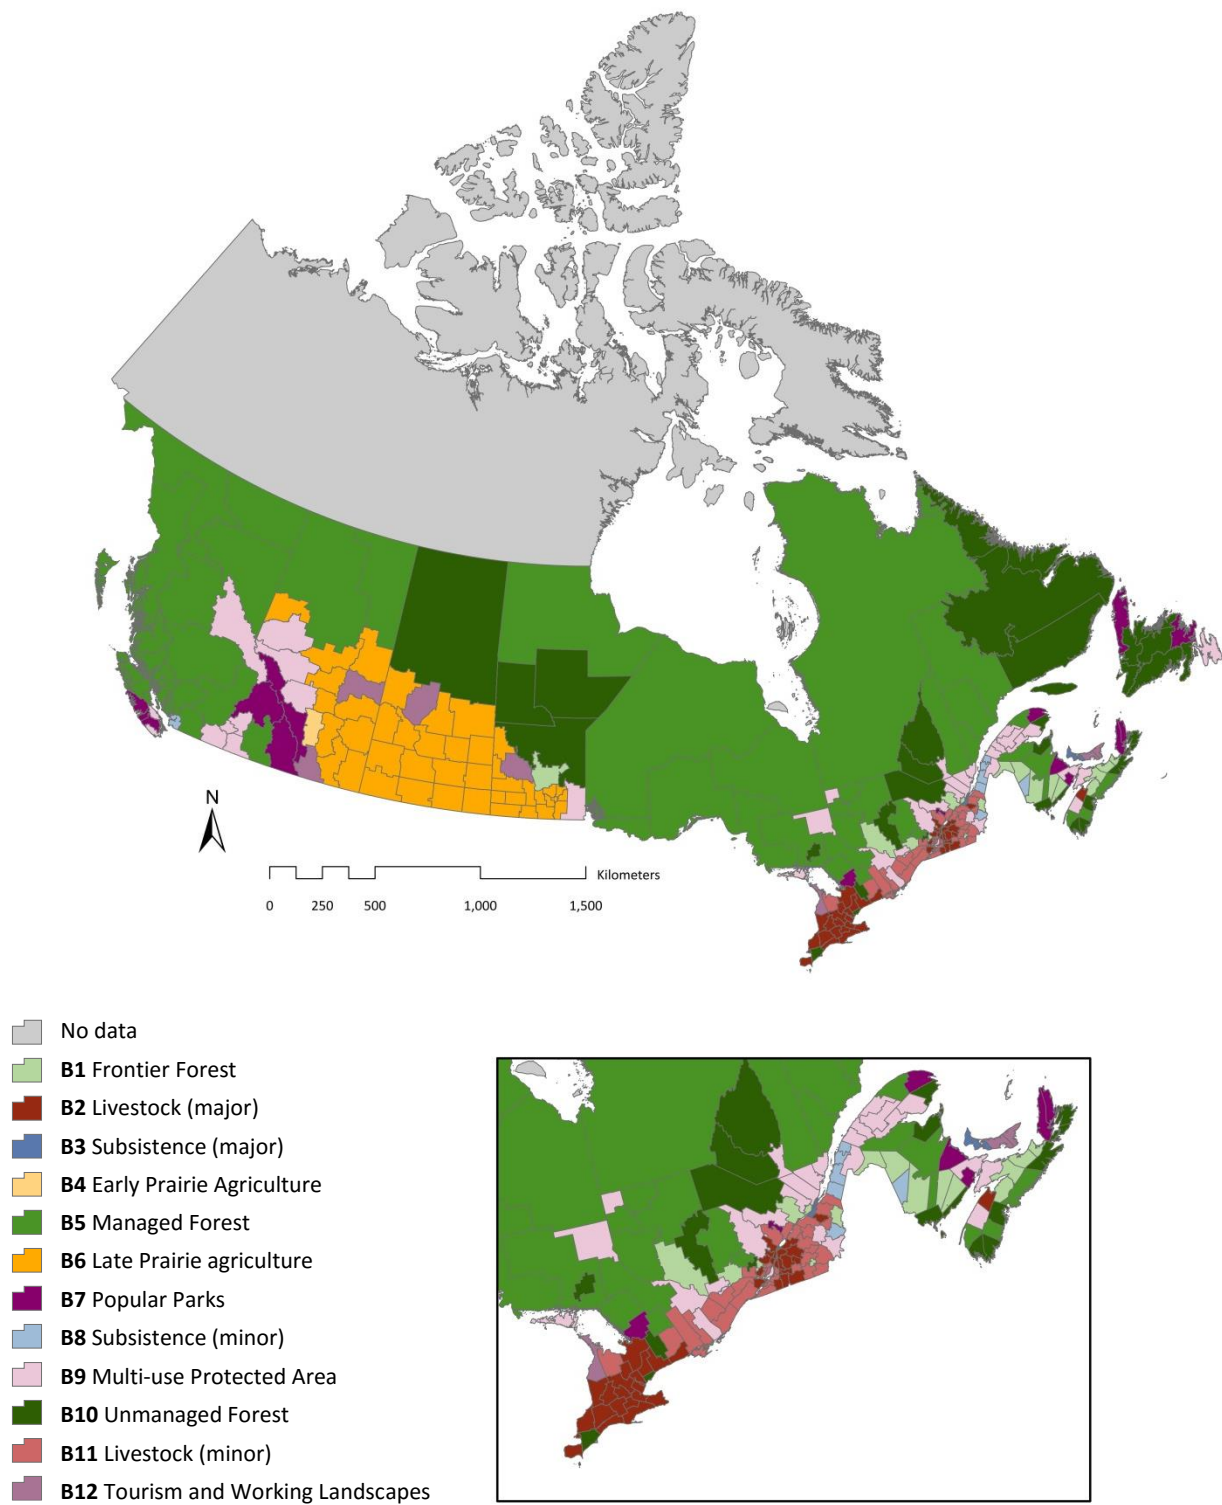 N
Kilometers
0 250 500 1,000 1,500
No data
B1 Frontier Forest
B2 Livestock (major)
B3 Subsistence (major)
B4 Early Prairie Agriculture
B5 Managed Forest
B6 Late Prairie agriculture
B7 Popular Parks
B8 Subsistence (minor)
B9 Multi-use Protected Area
B10 Unmanaged Forest
B11 Livestock (minor)
B12 Tourism and Working Landscapes